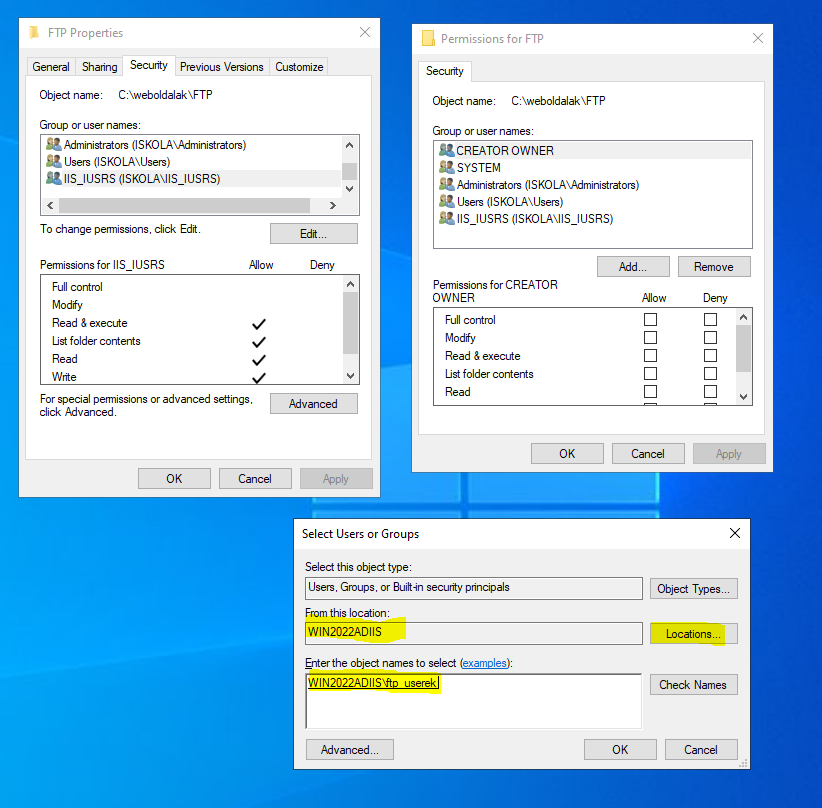 FTP Properties
General Sharing Security Previous Versions Customize
Object name: C:\weboldalak\FTP
Group or user names:
Administrators (ISKOLA\Administrators)
Users (ISKOLA\Users)
IIS_IUSRS (ISKOLA\IIS_IUSRS)
To change permissions, click Edit.
Edit...
Permissions for IIS_IUSRS Allow Deny
Full control
Modify
Read & execute
List folder contents
Read
Write
For special permissions or advanced settings,
click Advanced.
Advanced
OK Cancel Apply
Permissions for FTP
Security
Object name: C:\weboldalak\FTP
Group or user names:
CREATOR OWNER
SYSTEM
Administrators (ISKOLA\Administrators)
Users (ISKOLA\Users)
IIS_IUSRS (ISKOLA\IIS_IUSRS)
Add... Remove
Permissions for CREATOR
OWNER Allow Deny
Full control
Modify
Read & execute
List folder contents
Read
OK Cancel Apply
Select Users or Groups
Select this object type:
Users, Groups, or Built-in security principals Object Types...
From this location:
WIN2022ADIIS Locations...
Enter the object names to select (examples):
WIN2022ADIIS\ftp_userek Check Names
Advanced... OK Cancel